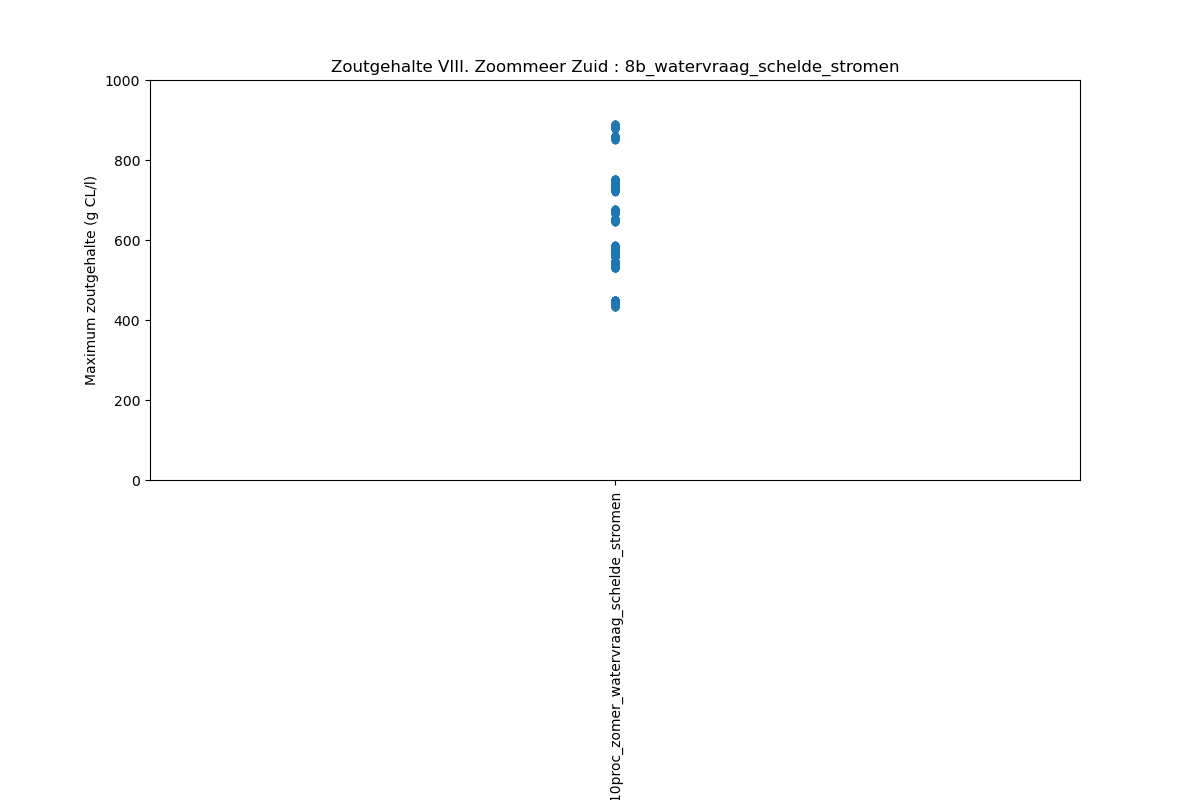 Zoutgehalte VIII. Zoommeer Zuid : 8b_watervraag_schelde_stromen
1000
800
600
400
200
0
Maximum zoutgehalte (g CL/l)
10proc_zomer_watervraag_schelde_stromen